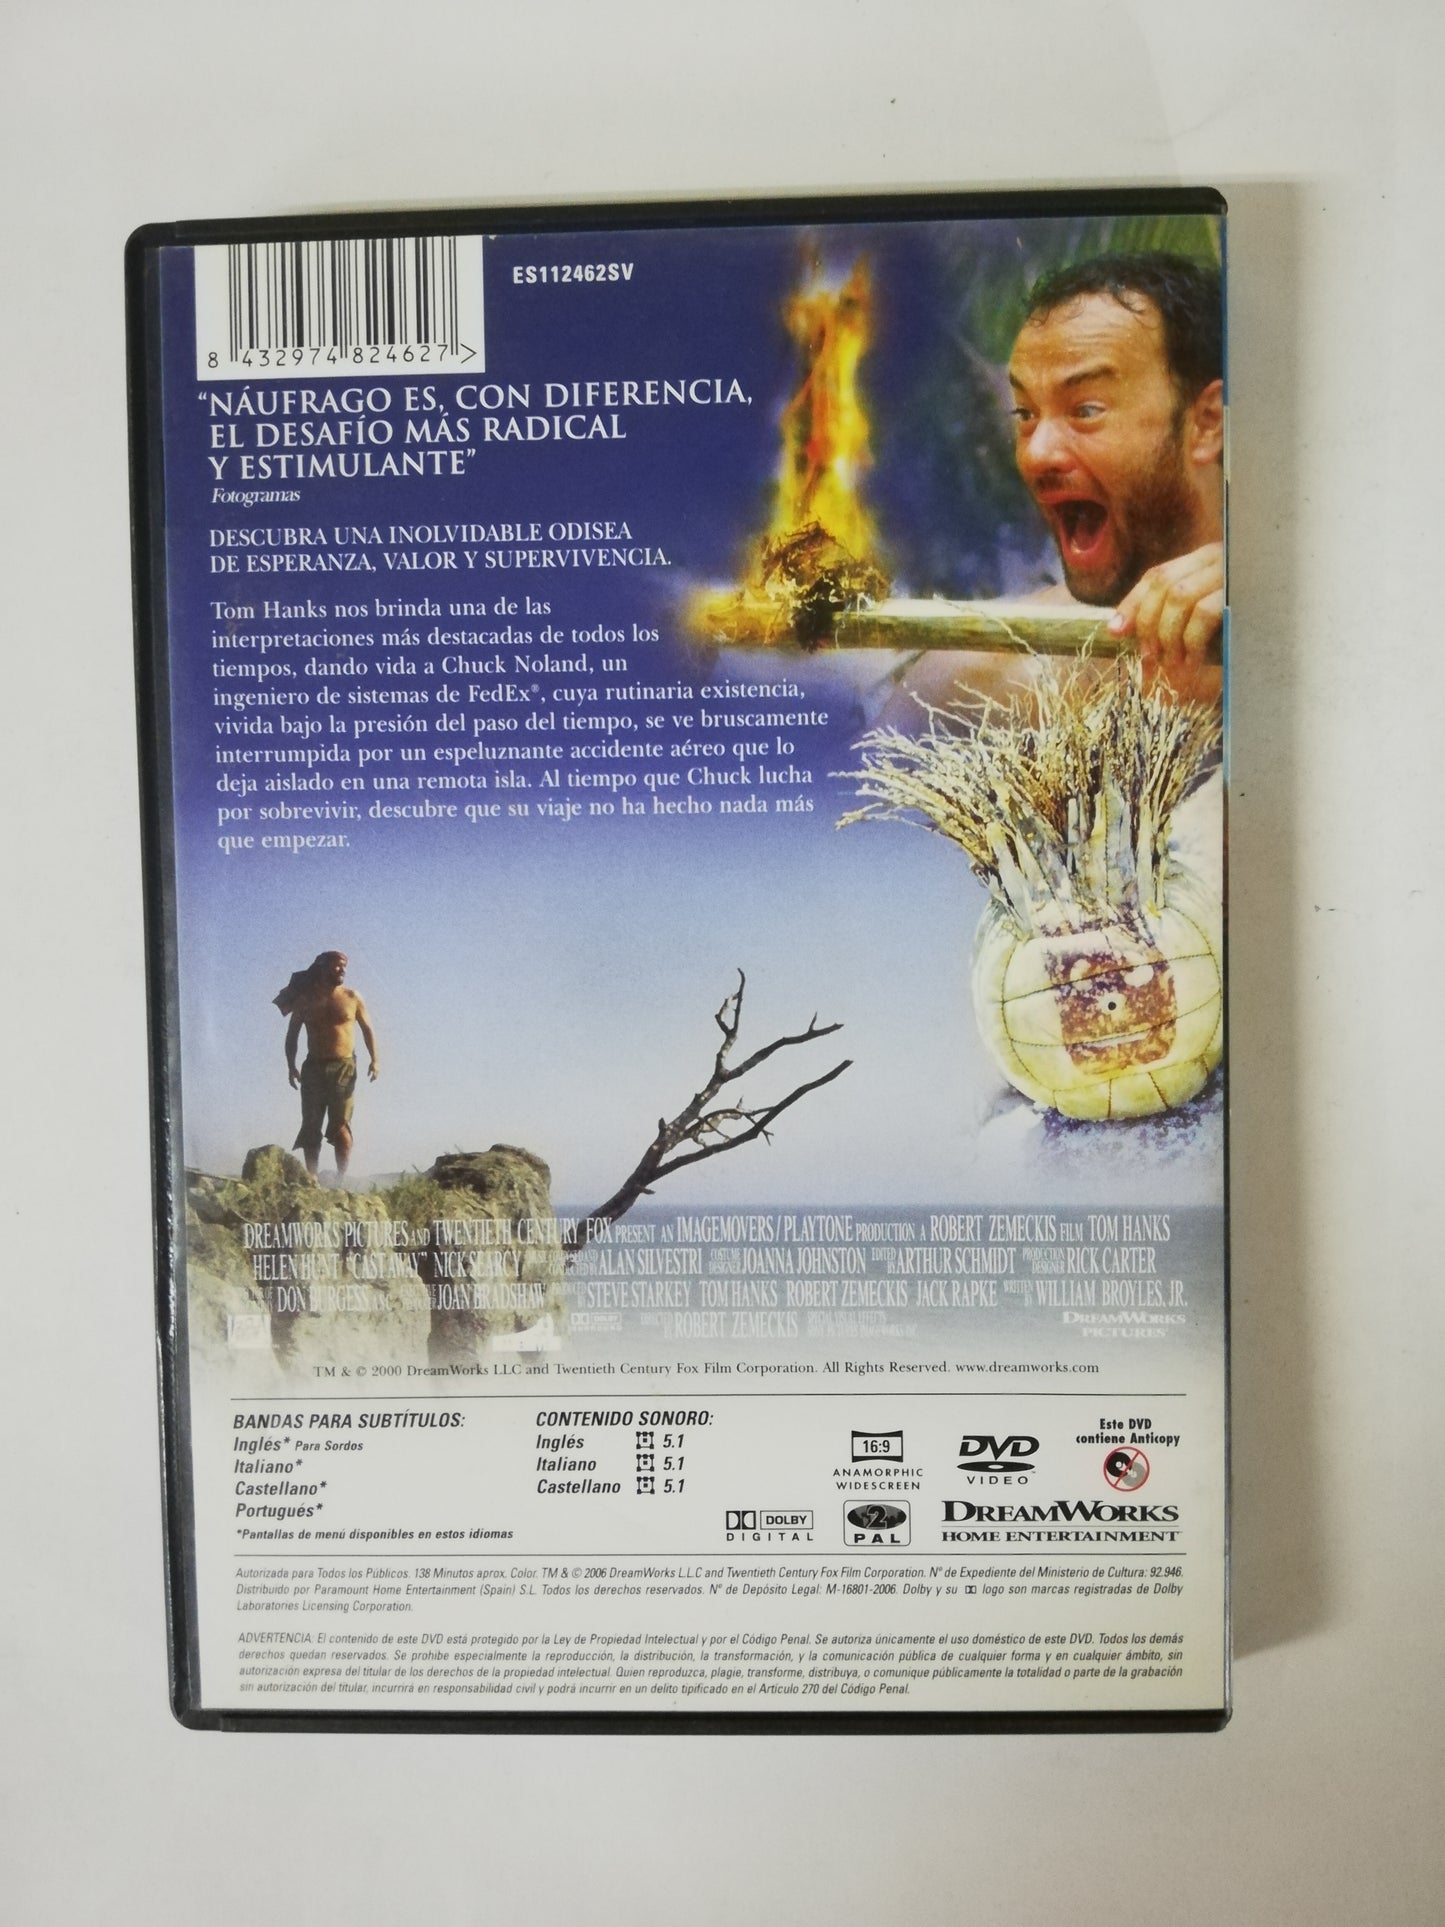 ES112462SV
8 432974 824627 >
“NÁUFRAGO ES, CON DIFERENCIA,
EL DESAFÍO MÁS RADICAL
Y ESTIMULANTE”
Fotogramas
DESCUBRA UNA INOLVIDABLE ODISEA
DE ESPERANZA, VALOR Y SUPERVIVENCIA.
Tom Hanks nos brinda una de las
interpretaciones más destacadas de todos los
tiempos, dando vida a Chuck Noland, un
ingeniero de sistemas de FedEx®, cuya rutinaria existencia,
vivida bajo la presión del paso del tiempo, se ve bruscamente
interrumpida por un espeluznante accidente aéreo que lo
deja aislado en una remota isla. Al tiempo que Chuck lucha
por sobrevivir, descubre que su viaje no ha hecho nada más
que empezar.
DREAMWORKS PICTURES AND TWENTIETH CENTURY FOX PRESENT AN IMAGEMOVERS/PLAYTONE PRODUCTION A ROBERT ZEMECKIS FILM TOM HANKS
HELEN HUNT “CAST AWAY” NICK SEARCY ALAN SILVESTRI COSTUME DESIGNER JOANNA JOHNSTON EDITED BY ARTHUR SCHMIDT PRODUCTION DESIGNER RICK CARTER
DON BURGESS, ASC JOAN BRADSHAW PRODUCED BY STEVE STARKEY TOM HANKS ROBERT ZEMECKIS JACK RAPKE WRITTEN BY WILLIAM BROYLES, JR.
DIRECTED BY ROBERT ZEMECKIS DREAMWORKS
PICTURES
TM & © 2000 DreamWorks LLC and Twentieth Century Fox Film Corporation. All Rights Reserved. www.dreamworks.com
BANDAS PARA SUBTÍTULOS:
Inglés* Para Sordos
Italiano*
Castellano*
Portugués*
*Pantallas de menú disponibles en estos idiomas
CONTENIDO SONORO:
Inglés 5.1
Italiano 5.1
Castellano 5.1
DOLBY
DIGITAL
16:9
ANAMORPHIC
WIDESCREEN
2
PAL
DVD
VIDEO
Este DVD
contiene Anticopy
DREAMWORKS
HOME ENTERTAINMENT
Autorizada para Todos los Públicos. 138 Minutos aprox. Color. TM & © 2006 DreamWorks L.L.C and Twentieth Century Fox Film Corporation. Nº de Expediente del Ministerio de Cultura: 92.946.
Distribuido por Paramount Home Entertainment (Spain) S.L. Todos los derechos reservados. Nº de Depósito Legal: M-16801-2006. Dolby y su logo son marcas registradas de Dolby
Laboratories Licensing Corporation.
ADVERTENCIA: El contenido de este DVD está protegido por la Ley de Propiedad Intelectual y por el Código Penal. Se autoriza únicamente el uso doméstico de este DVD. Todos los demás
derechos quedan reservados. Se prohibe especialmente la reproducción, la distribución, la transformación, y la comunicación pública de cualquier forma y en cualquier ámbito, sin
autorización expresa del titular de los derechos de la propiedad intelectual. Quien reproduzca, plagie, transforme, distribuya, o comunique públicamente la totalidad o parte de la grabación
sin autorización del titular, incurrirá en responsabilidad civil y podrá incurrir en un delito tipificado en el Artículo 270 del Código Penal.